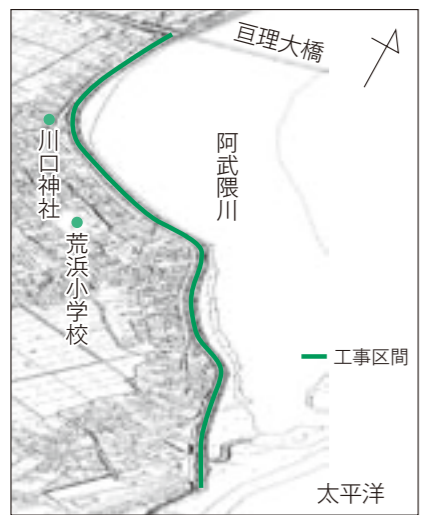 亘理大橋
川口神社
阿武隈川
荒浜小学校
工事区間
太平洋